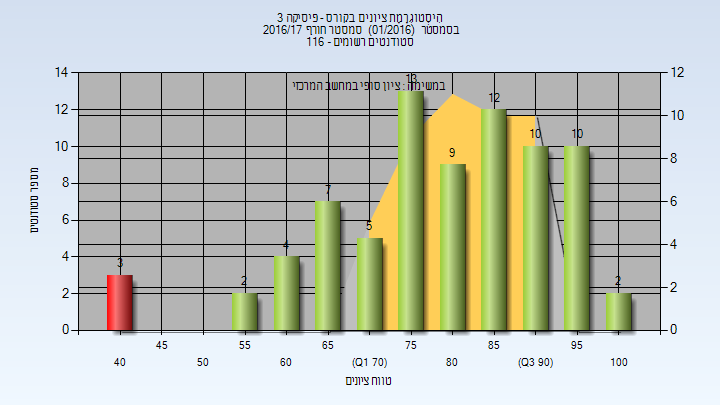 היסטוגרמת ציונים בקורס - פיסיקה 3
בסמסטר (01/2016) סמסטר חורף 2016/17
סטודנטים רשומים - 116
במשימה: ציון סופי במחשב המרכזי
מספר סטודנטים
14 12 10 8 6 4 2 0
12 10 8 6 4 2 0
3 2 4 7 5 13 9 12 10 10 2
45 55 65 75 85 95
40 50 60 (Q1 70) 80 (Q3 90) 100
טווח ציונים